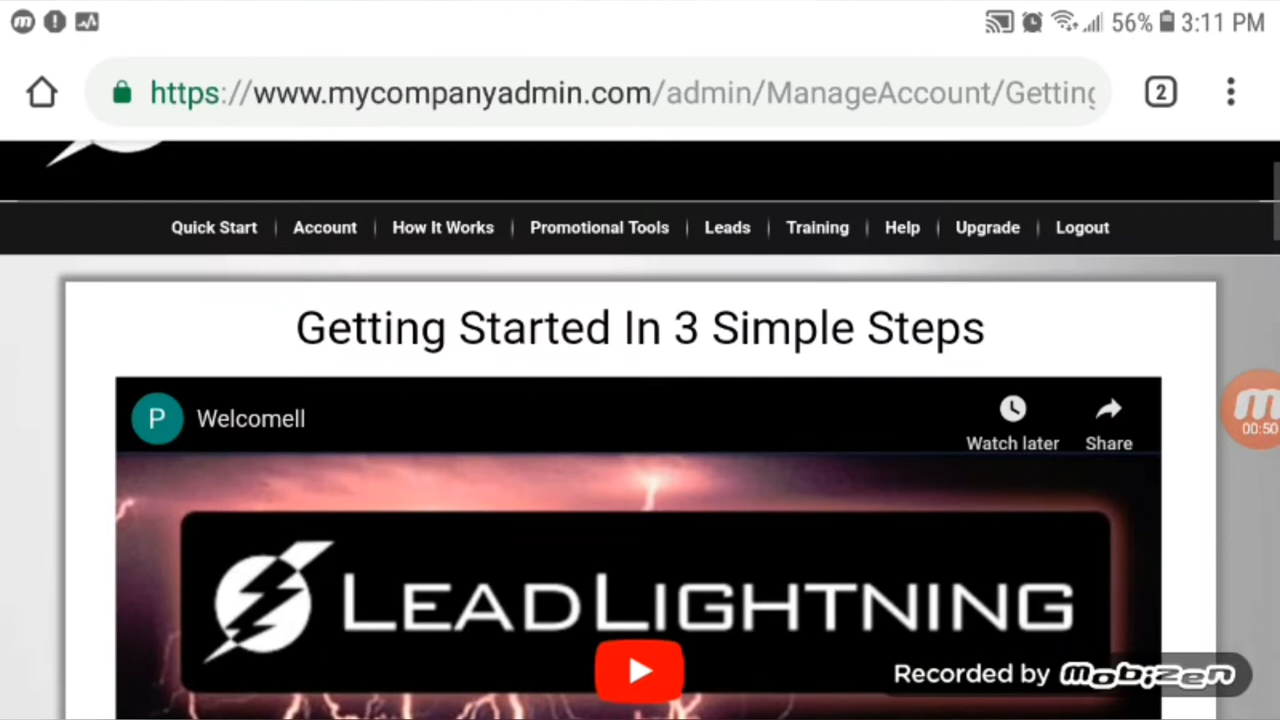 56% 3:11 PM
https://www.mycompanyadmin.com/admin/ManageAccount/Getting
2
Quick Start | Account | How It Works | Promotional Tools | Leads | Training | Help | Upgrade | Logout
Getting Started In 3 Simple Steps
P Welcomell
Watch later Share
m
00:50
LEADLIGHTNING
Recorded by mobizen